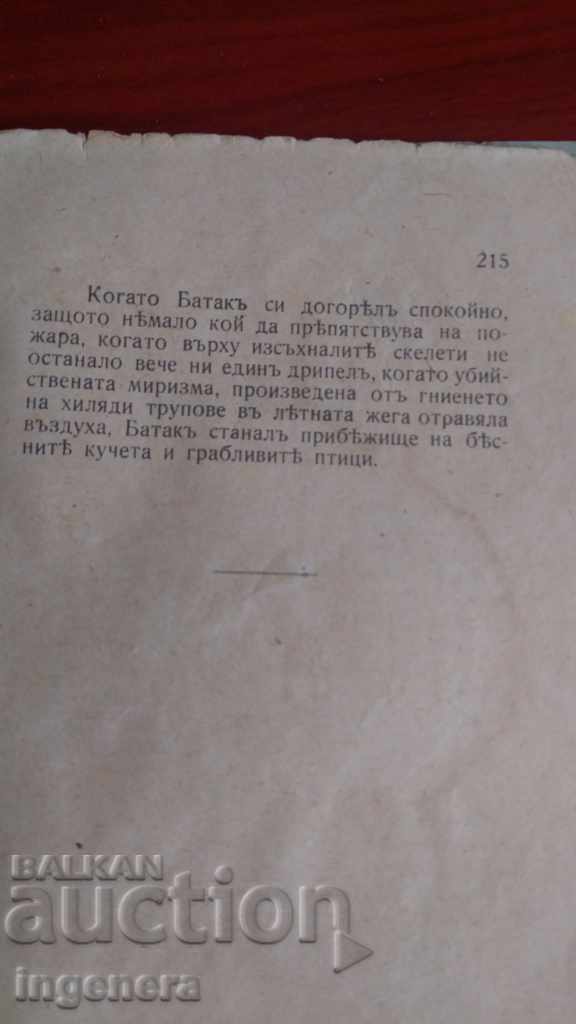 215
Когато Батакъ си догорѣлъ спокойно,
защото нѣмало кой да прѣпятствува на по-
жара, когато върху изсъхналитѣ скелети не
останало вече ни единъ дрипелъ, когато убий-
ствената миризма, произведена отъ гниенето
на хиляди трупове въ лѣтната жега отравяла
въздуха, Батакъ станалъ прибѣжище на бѣс-
нитѣ кучета и грабливитѣ птици.
BALKAN
auction
ingenera